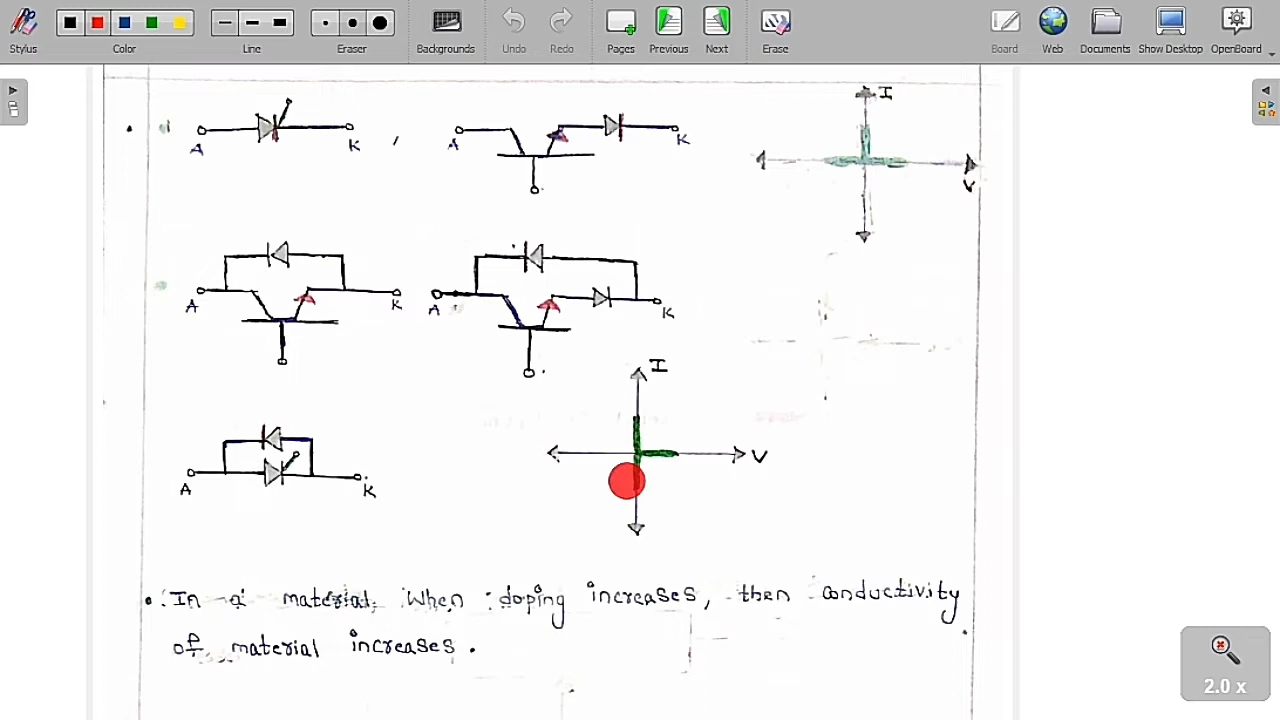 Stylus
Color
Line
Eraser
Backgrounds
Undo
Redo
Pages
Previous
Next
Erase
Board
Web
Documents
Show Desktop
OpenBoard
A K , A K
I
V
A K A K
I
V
A K
• In a material, when doping increases, then conductivity
of material increases.
2.0 x